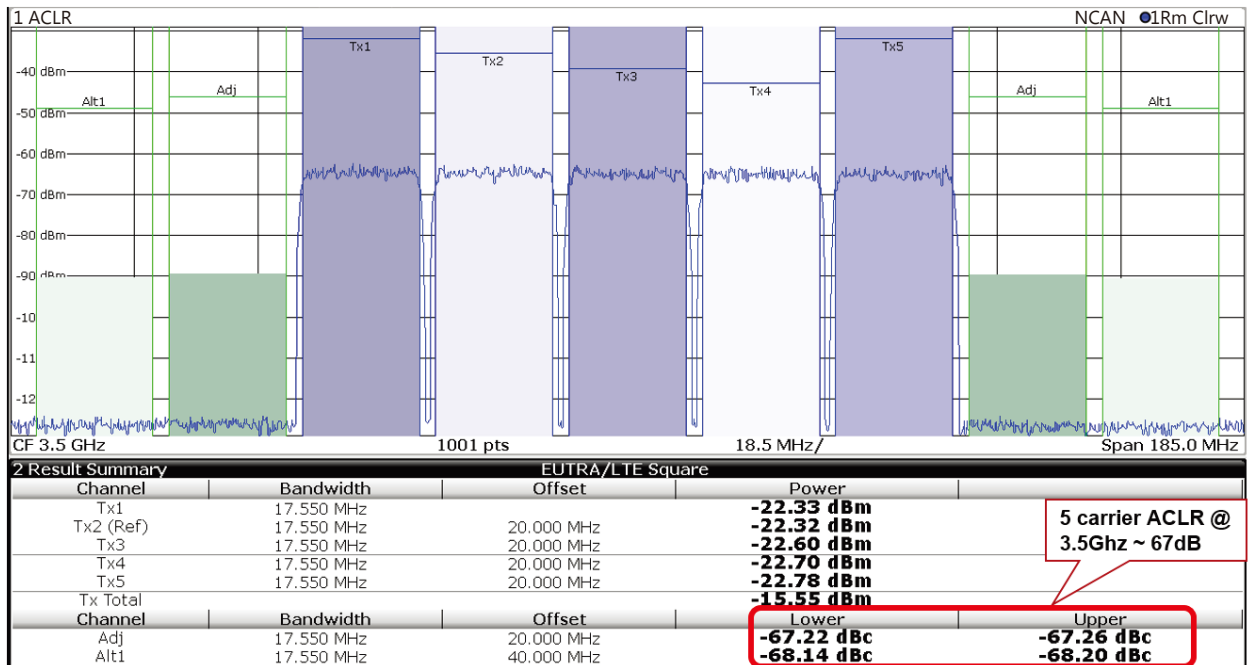 1 ACLR NCAN 1Rm Clrw
Tx1 Tx5
Tx2
Tx3
-40 dBm
Adj Tx4 Adj
Alt1 Alt1
-50 dBm
-60 dBm
-70 dBm
-80 dBm
-90 dBm
-10
-11
-12
CF 3.5 GHz 1001 pts 18.5 MHz/ Span 185.0 MHz
2 Result Summary EUTRA/LTE Square
Channel Bandwidth Offset Power
Tx1 17.550 MHz -22.33 dBm
Tx2 (Ref) 17.550 MHz 20.000 MHz -22.32 dBm
Tx3 17.550 MHz 20.000 MHz -22.60 dBm
Tx4 17.550 MHz 20.000 MHz -22.70 dBm
Tx5 17.550 MHz 20.000 MHz -22.78 dBm
Tx Total -15.55 dBm
5 carrier ACLR @
3.5Ghz ~ 67dB
Channel Bandwidth Offset Lower Upper
Adj 17.550 MHz 20.000 MHz -67.22 dBc -67.26 dBc
Alt1 17.550 MHz 40.000 MHz -68.14 dBc -68.20 dBc